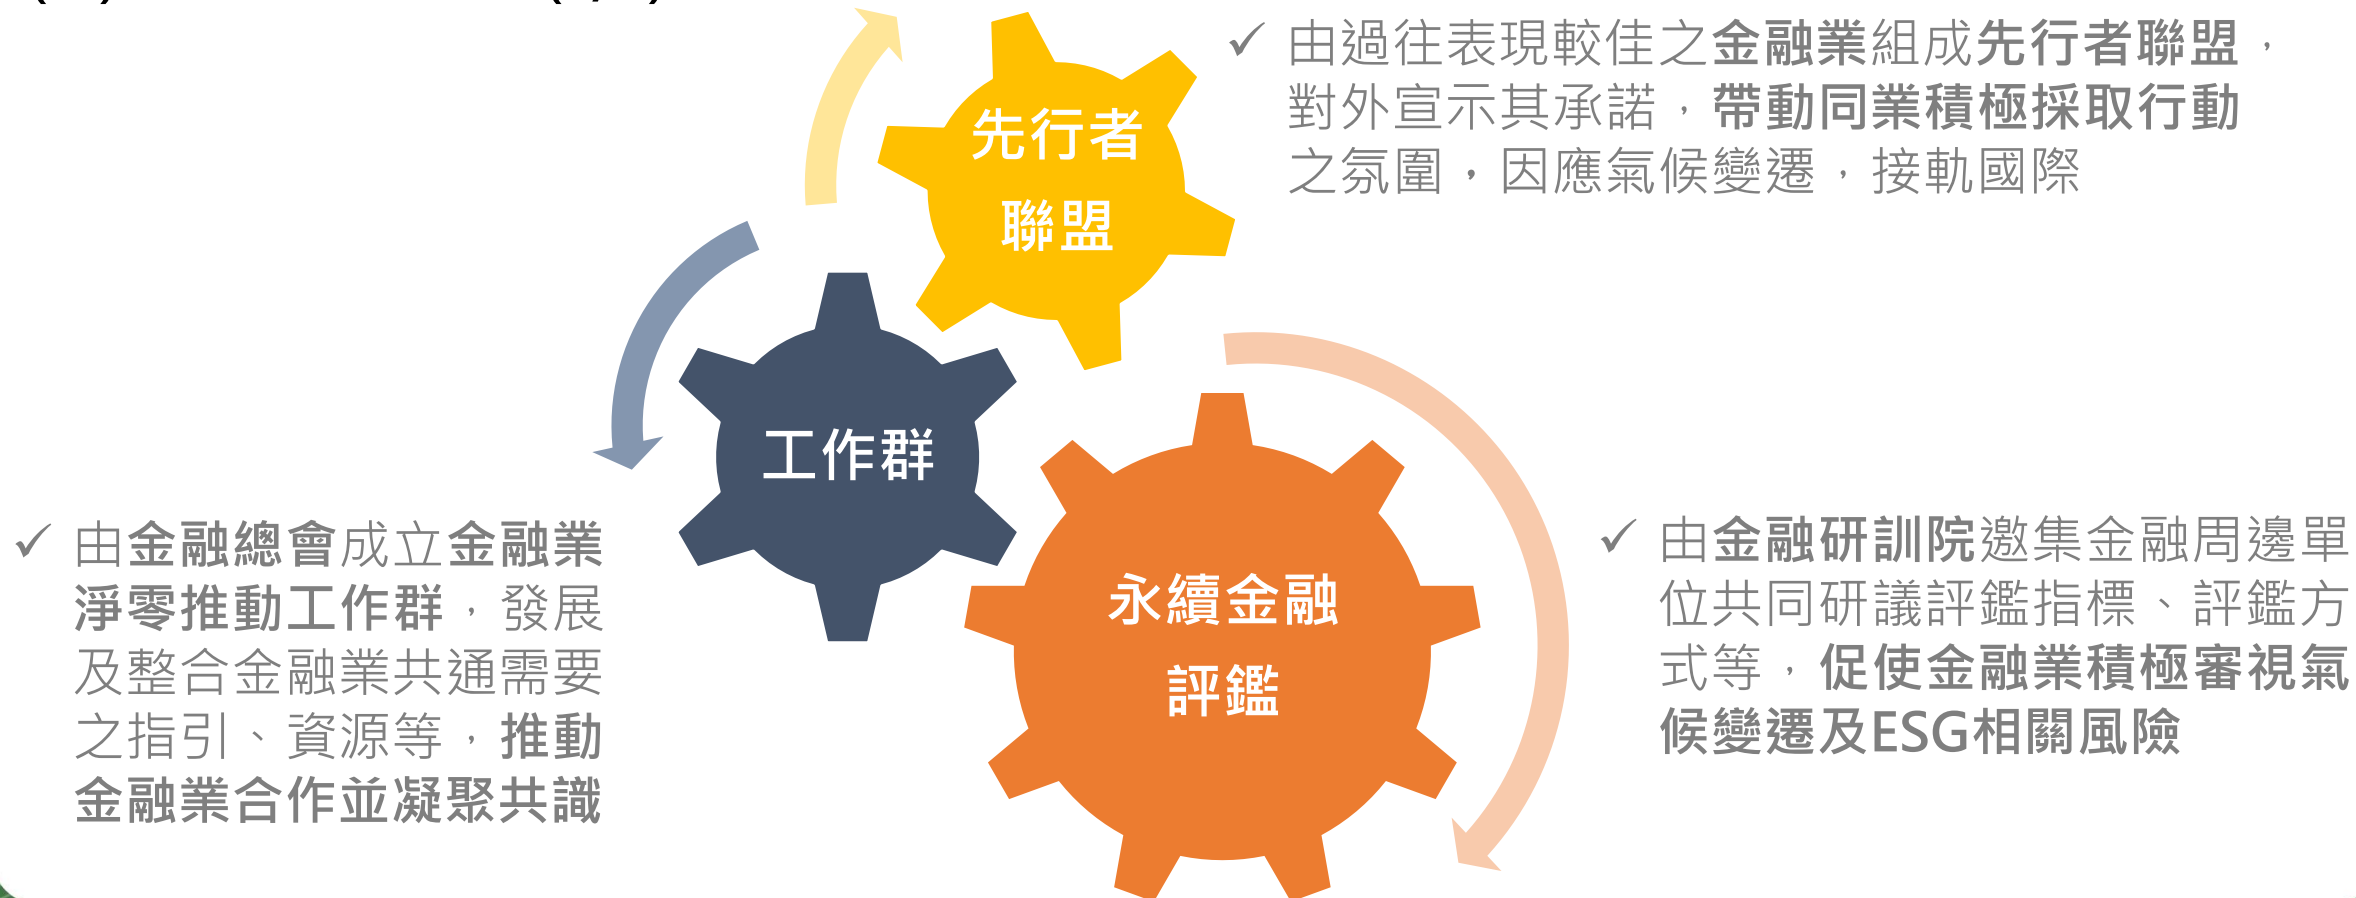 ✓ 由過往表現較佳之金融業組成先行者聯盟，
對外宣示其承諾，帶動同業積極採取行動
之氛圍，因應氣候變遷，接軌國際
先行者
聯盟
工作群
✓ 由金融總會成立金融業
淨零推動工作群，發展
及整合金融業共通需要
之指引、資源等，推動
金融業合作並凝聚共識
永續金融
評鑑
✓ 由金融研訓院邀集金融周邊單
位共同研議評鑑指標、評鑑方
式等，促使金融業積極審視氣
候變遷及ESG相關風險